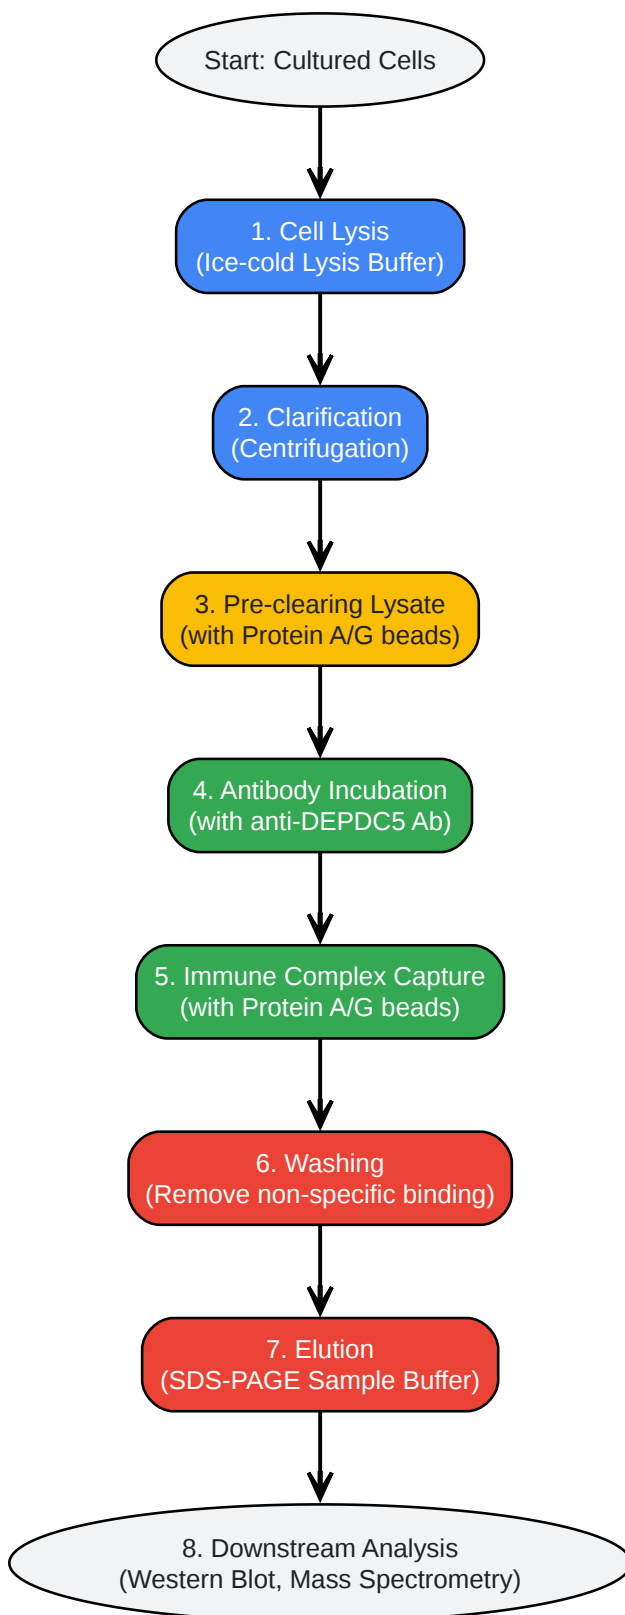 Start: Cultured Cells
1. Cell Lysis
(Ice-cold Lysis Buffer)
2. Clarification
(Centrifugation)
3. Pre-clearing Lysate
(with Protein A/G beads)
4. Antibody Incubation
(with anti-DEPDC5 Ab)
5. Immune Complex Capture
(with Protein A/G beads)
6. Washing
(Remove non-specific binding)
7. Elution
(SDS-PAGE Sample Buffer)
8. Downstream Analysis
(Western Blot, Mass Spectrometry)